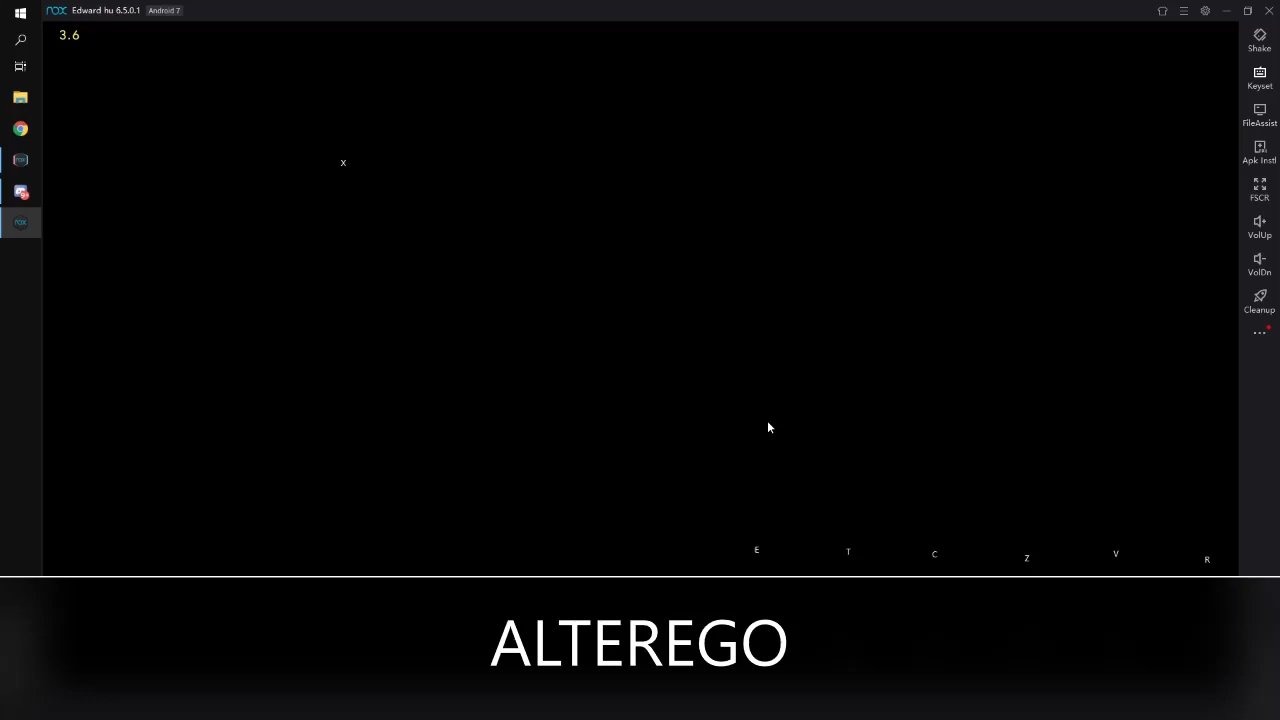 nox Edward hu 6.5.0.1 Android 7
3.6
Shake
Keyset
FileAssist
Apk Instl
FSCR
VolUp
VolDn
Cleanup
X
E T C Z V R
ALTEREGO